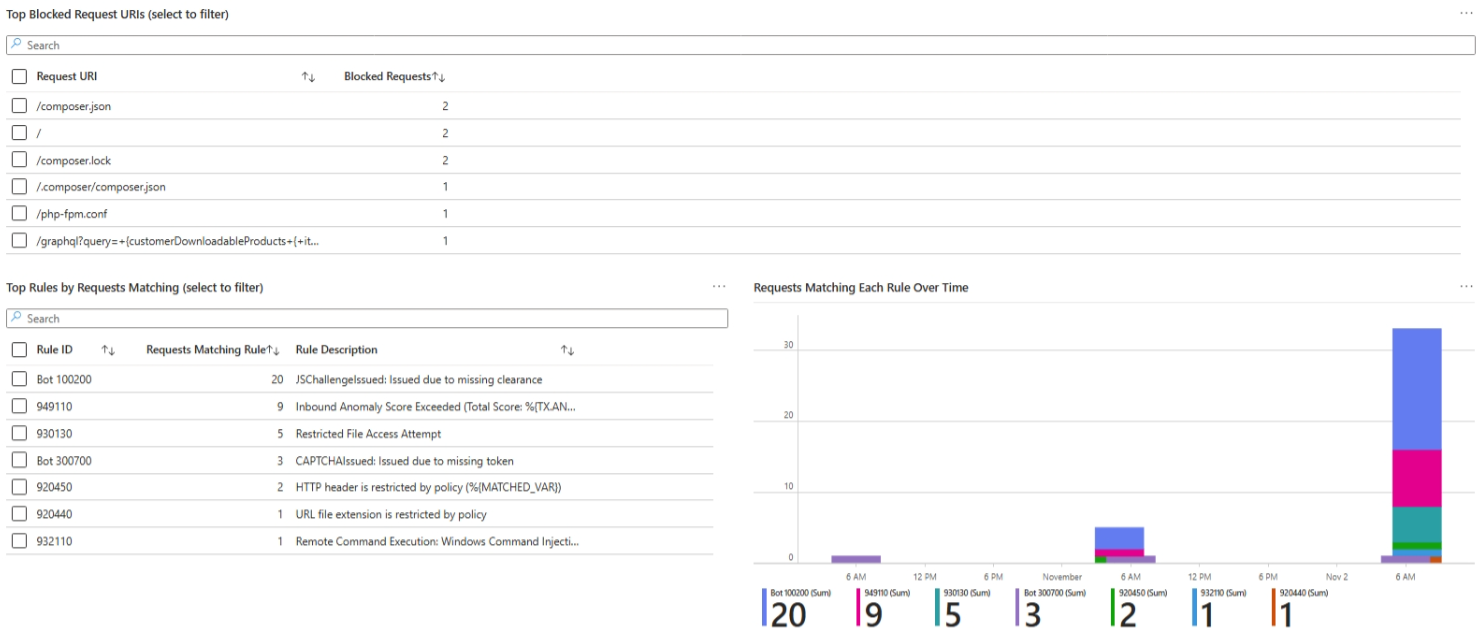 Top Blocked Request URIs (select to filter)
Search
Request URI Blocked Requests
/composer.json 2
/ 2
/composer.lock 2
/.composer/composer.json 1
/php-fpm.conf 1
/graphql?query=+{customerDownloadableProducts+{+it... 1
Top Rules by Requests Matching (select to filter)
Search
Rule ID Requests Matching Rule Rule Description
Bot 100200 20 JSChallengeIssued: Issued due to missing clearance
949110 9 Inbound Anomaly Score Exceeded (Total Score: %{TX.AN...
930130 5 Restricted File Access Attempt
Bot 300700 3 CAPTCHAIssued: Issued due to missing token
920450 2 HTTP header is restricted by policy (%{MATCHED_VAR})
920440 1 URL file extension is restricted by policy
932110 1 Remote Command Execution: Windows Command Injecti...
Requests Matching Each Rule Over Time
30
20
10
0
6 AM 12 PM 6 PM November 6 AM 12 PM 6 PM Nov 2 6 AM
Bot 100200 (Sum) 949110 (Sum) 930130 (Sum) Bot 300700 (Sum) 920450 (Sum) 932110 (Sum) 920440 (Sum)
20 9 5 3 2 1 1